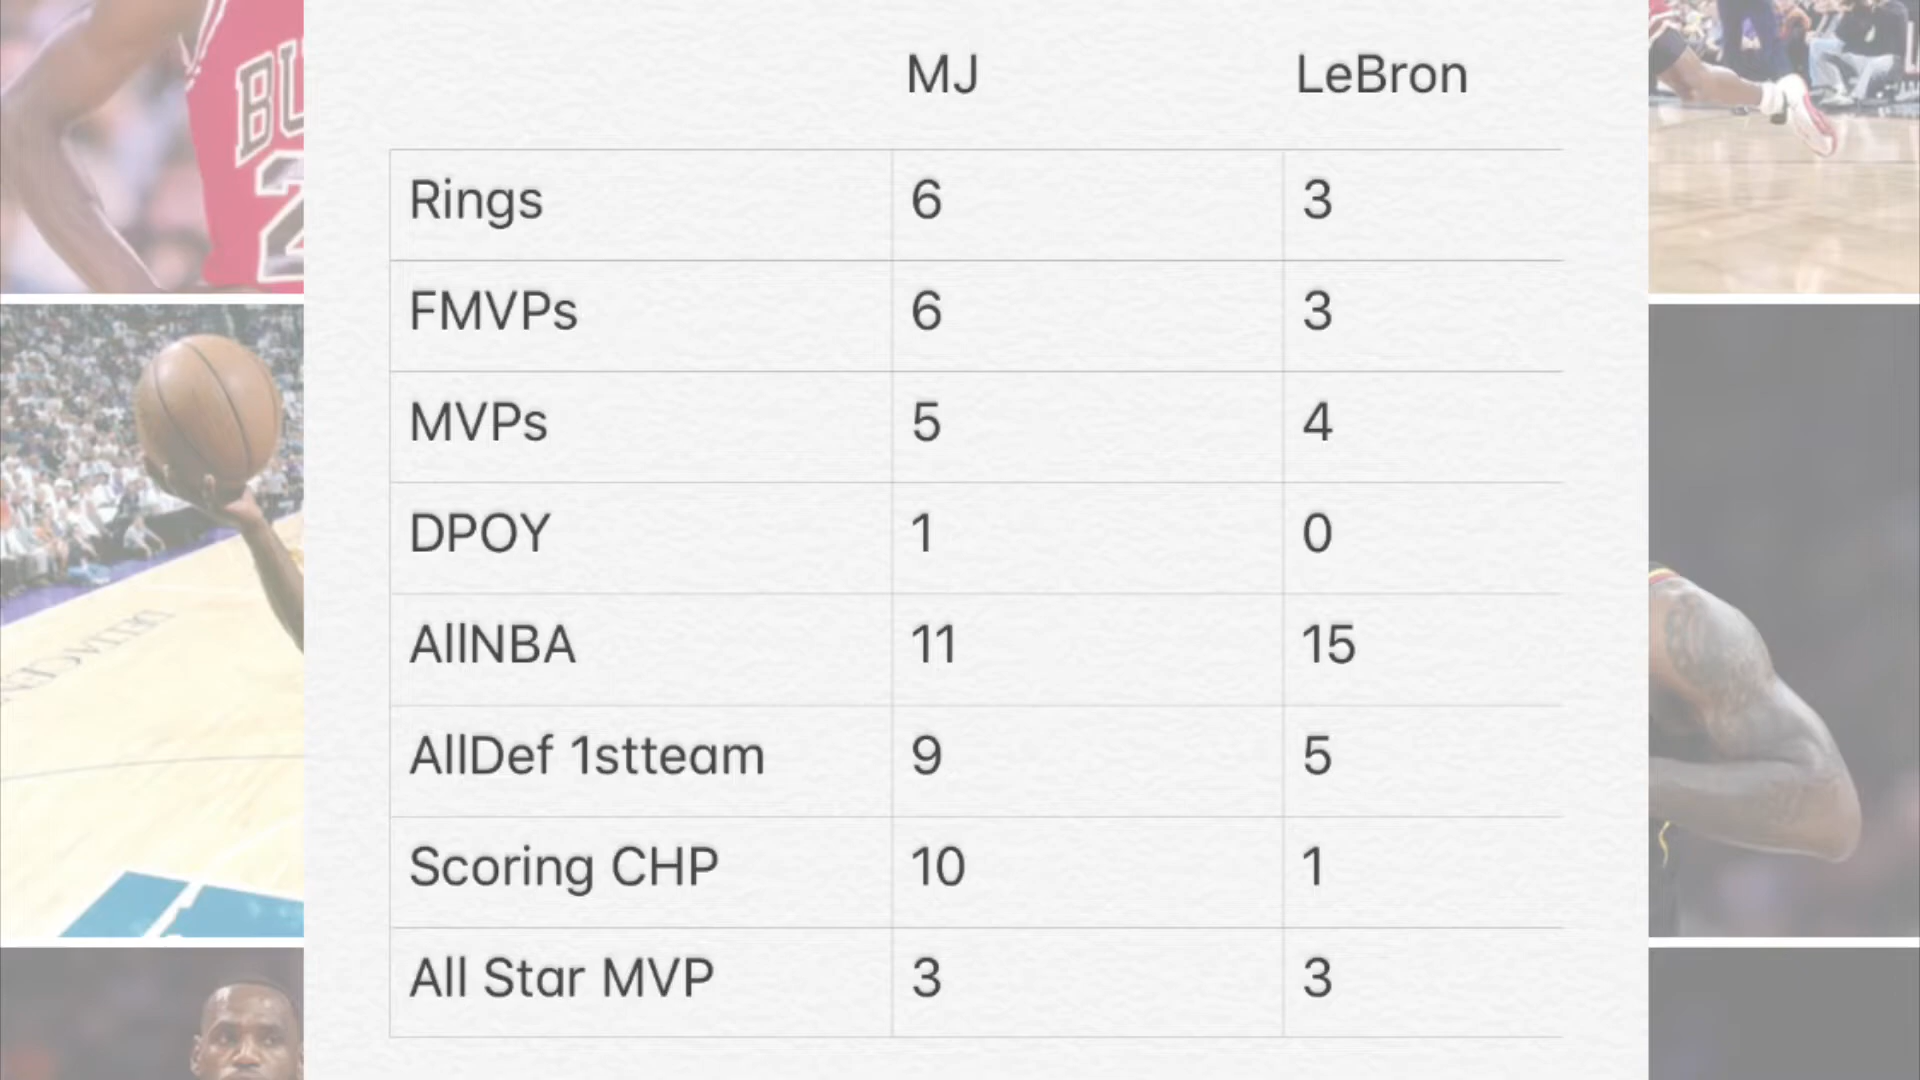 MJ LeBron
Rings 6 3
FMVPs 6 3
MVPs 5 4
DPOY 1 0
AllNBA 11 15
AllDef 1stteam 9 5
Scoring CHP 10 1
All Star MVP 3 3